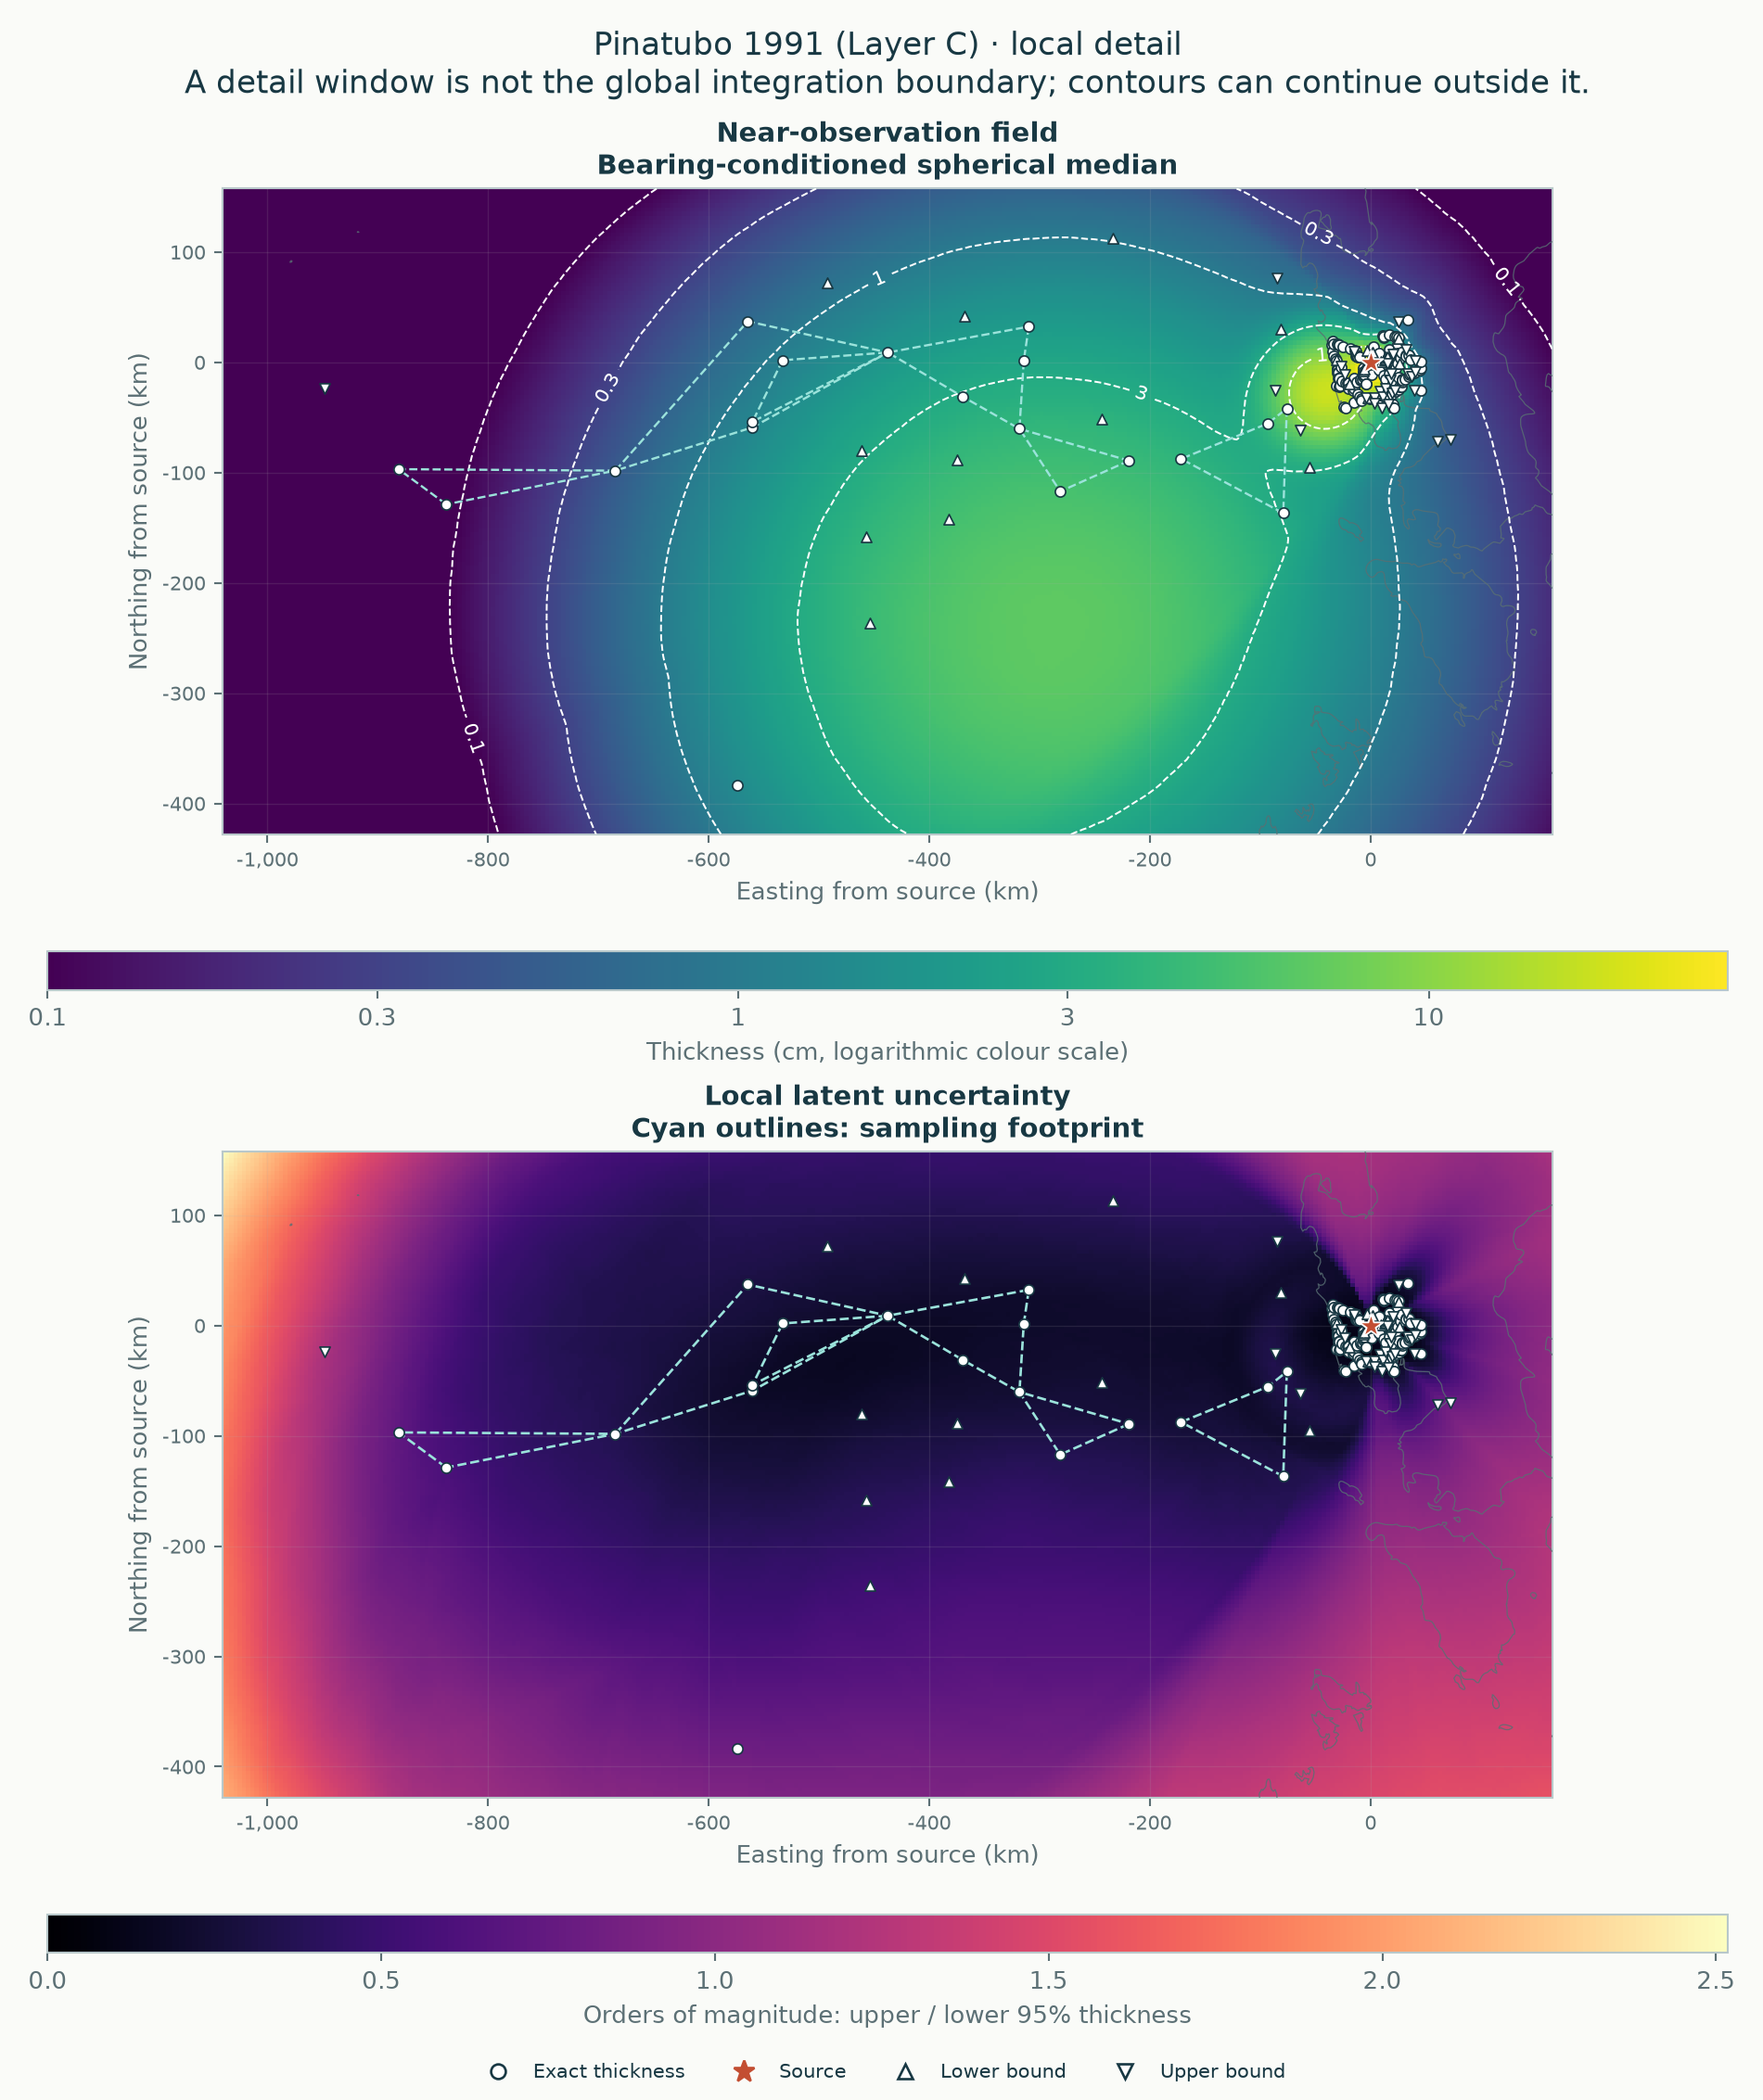 Pinatubo 1991 (Layer C) · local detail
A detail window is not the global integration boundary; contours can continue outside it.
Near-observation field
Bearing-conditioned spherical median
0.3
0.1
1
0.3
3
1
0.1
100
0
-100
-200
-300
-400
Northing from source (km)
-1,000 -800 -600 -400 -200 0
Easting from source (km)
0.1 0.3 1 3 10
Thickness (cm, logarithmic colour scale)
Local latent uncertainty
Cyan outlines: sampling footprint
100
0
-100
-200
-300
-400
Northing from source (km)
-1,000 -800 -600 -400 -200 0
Easting from source (km)
0.0 0.5 1.0 1.5 2.0 2.5
Orders of magnitude: upper / lower 95% thickness
Exact thickness Source Lower bound Upper bound